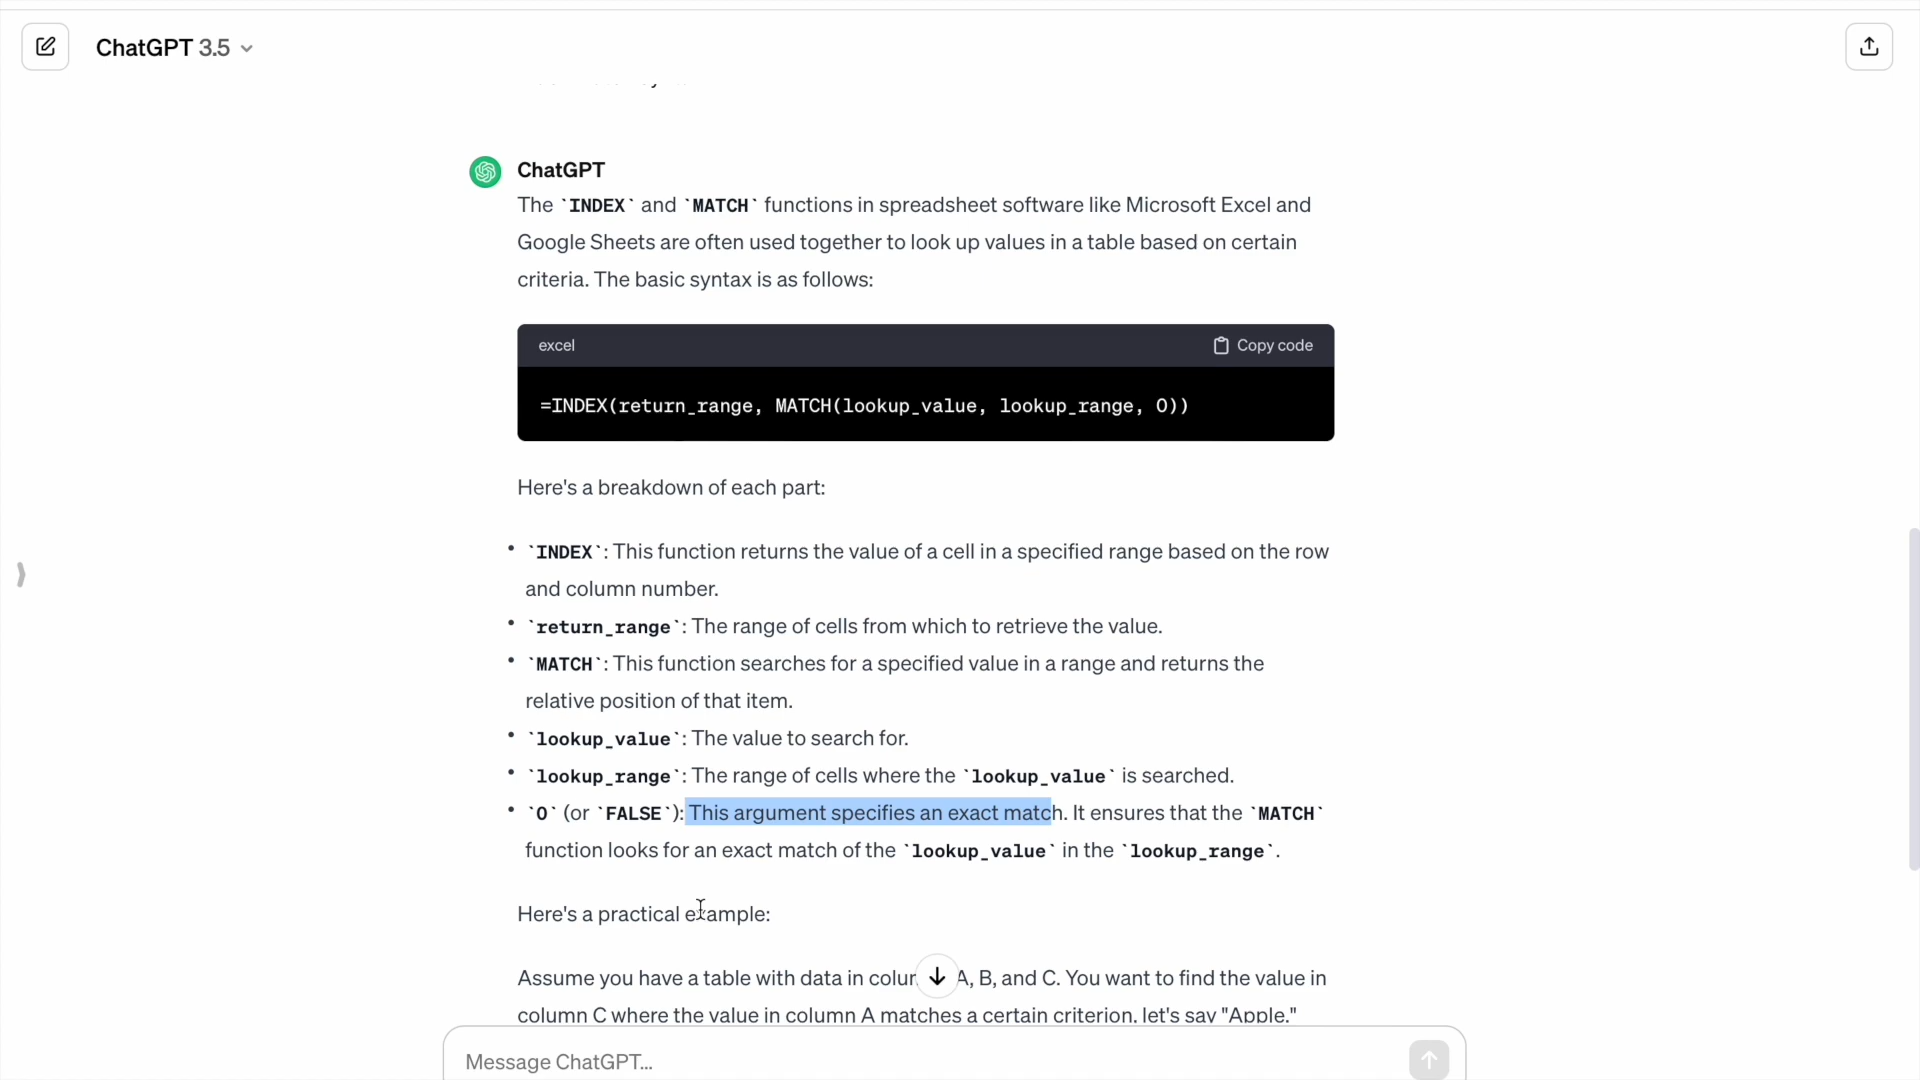 ChatGPT 3.5
ChatGPT
The `INDEX` and `MATCH` functions in spreadsheet software like Microsoft Excel and
Google Sheets are often used together to look up values in a table based on certain
criteria. The basic syntax is as follows:
excel
Copy code
=INDEX(return_range, MATCH(lookup_value, lookup_range, 0))
Here's a breakdown of each part:
• `INDEX`: This function returns the value of a cell in a specified range based on the row
and column number.
• `return_range`: The range of cells from which to retrieve the value.
• `MATCH`: This function searches for a specified value in a range and returns the
relative position of that item.
• `lookup_value`: The value to search for.
• `lookup_range`: The range of cells where the `lookup_value` is searched.
• `0` (or `FALSE`): This argument specifies an exact match. It ensures that the `MATCH`
function looks for an exact match of the `lookup_value` in the `lookup_range`.
Here's a practical example:
Assume you have a table with data in A, B, and C. You want to find the value in
column C where the value in column A matches a certain criterion, let's say "Apple."
Message ChatGPT...